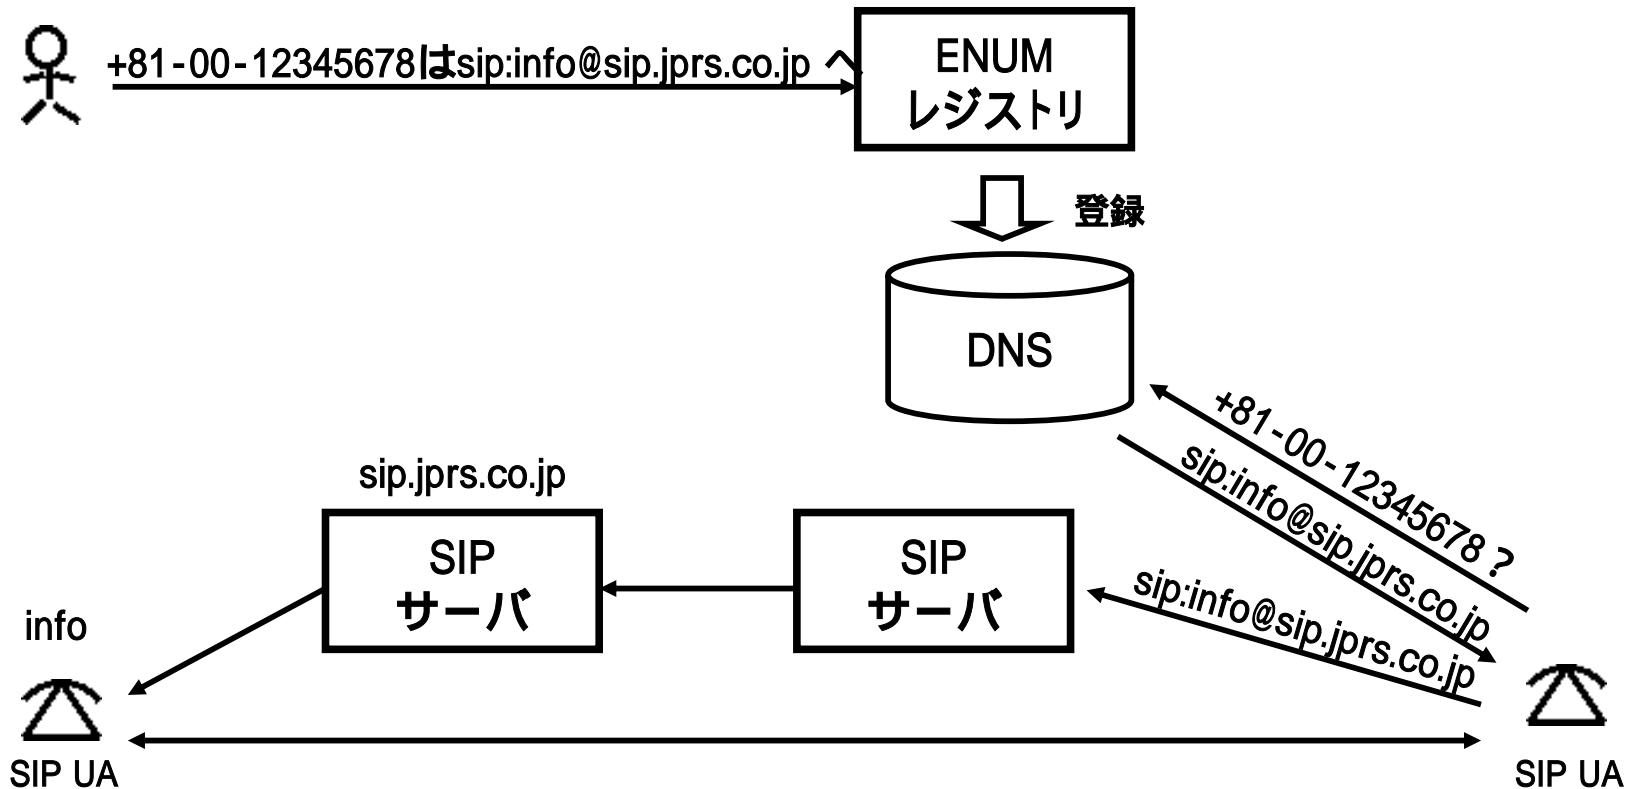 +81-00-12345678はsip:info@sip.jprs.co.jp へ
ENUM
レジストリ
登録
DNS
+81-00-12345678？
sip:info@sip.jprs.co.jp
sip:info@sip.jprs.co.jp
sip.jprs.co.jp
SIP
サーバ
SIP
サーバ
info
SIP UA
SIP UA